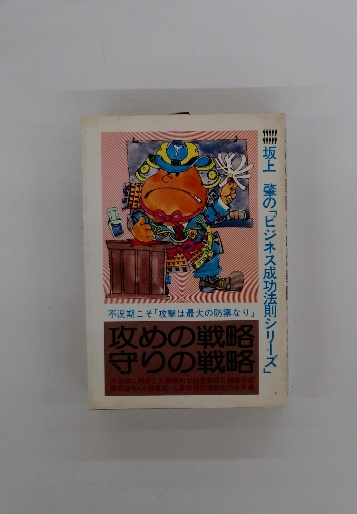 坂上 肇の「ビジネス成功法則シリーズ」
不況期こそ「攻撃は最大の防禦なり」
攻めの戦略
守りの戦略